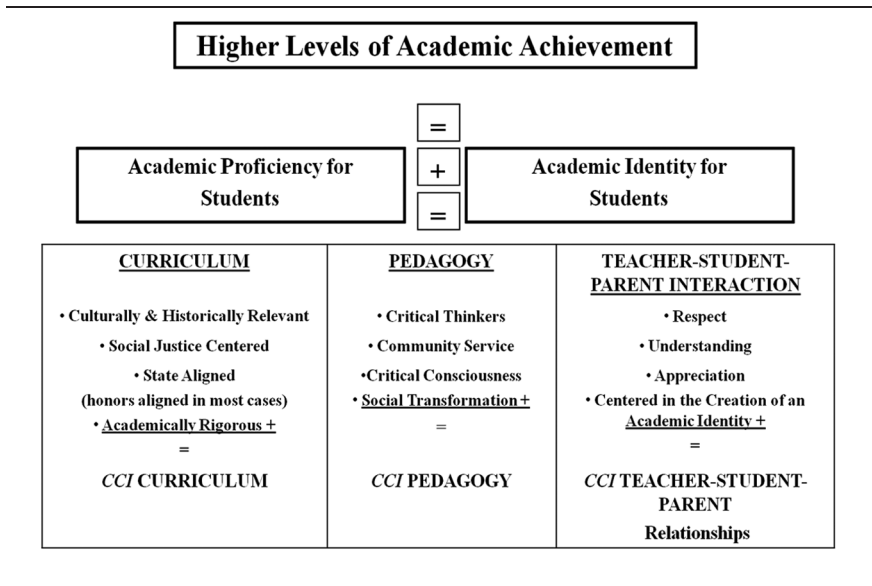 Higher Levels of Academic Achievement
=
Academic Proficiency for
Students
+
Academic Identity for
Students
=
CURRICULUM
• Culturally & Historically Relevant
• Social Justice Centered
• State Aligned
(honors aligned in most cases)
• Academically Rigorous +
=
CCI CURRICULUM
PEDAGOGY
• Critical Thinkers
• Community Service
•Critical Consciousness
• Social Transformation +
=
CCI PEDAGOGY
TEACHER-STUDENT-
PARENT INTERACTION
• Respect
• Understanding
• Appreciation
• Centered in the Creation of an
Academic Identity +
=
CCI TEACHER-STUDENT-
PARENT
Relationships